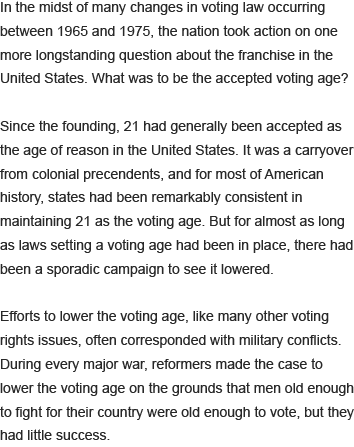 In the midst of many changes in voting law occurring
between 1965 and 1975, the nation took action on one
more longstanding question about the franchise in the
United States. What was to be the accepted voting age?
Since the founding, 21 had generally been accepted as
the age of reason in the United States. It was a carryover
from colonial precendents, and for most of American
history, states had been remarkably consistent in
maintaining 21 as the voting age. But for almost as long
as laws setting a voting age had been in place, there had
been a sporadic campaign to see it lowered.
Efforts to lower the voting age, like many other voting
rights issues, often corresponded with military conflicts.
During every major war, reformers made the case to
lower the voting age on the grounds that men old enough
to fight for their country were old enough to vote, but they
had little success.